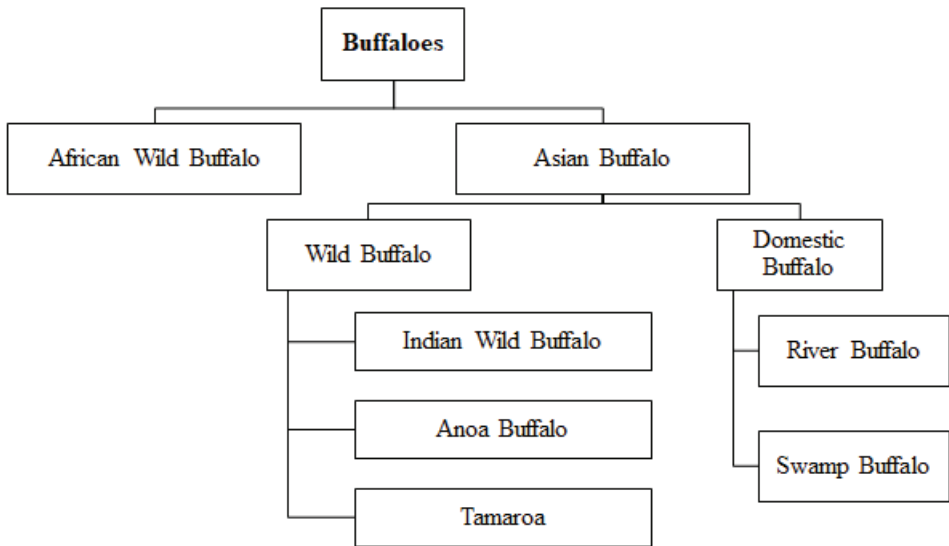 Buffaloes
African Wild Buffalo
Asian Buffalo
Wild Buffalo
Domestic
Buffalo
Indian Wild Buffalo
Anoa Buffalo
Tamaroa
River Buffalo
Swamp Buffalo